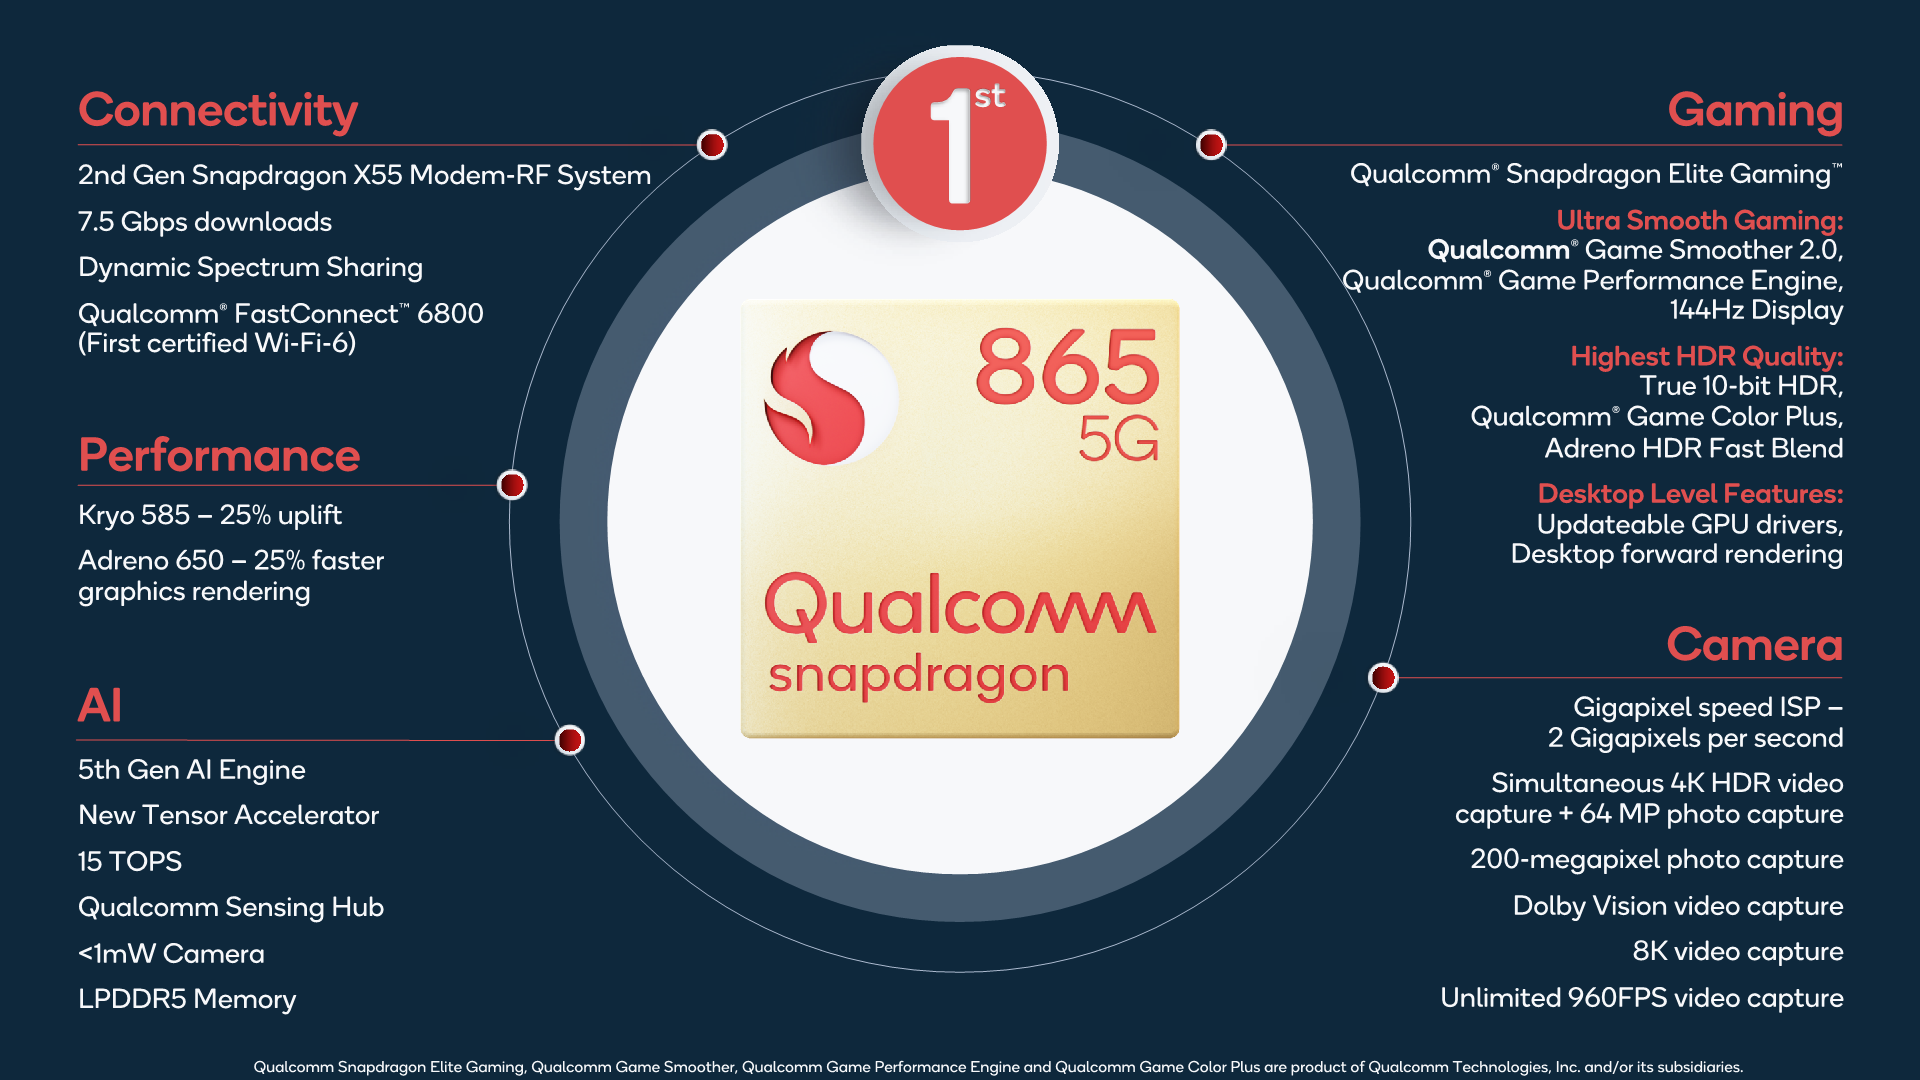 1st
Connectivity
2nd Gen Snapdragon X55 Modem-RF System
7.5 Gbps downloads
Dynamic Spectrum Sharing
Qualcomm® FastConnect™ 6800
(First certified Wi-Fi-6)
Performance
Kryo 585 – 25% uplift
Adreno 650 – 25% faster
graphics rendering
AI
5th Gen AI Engine
New Tensor Accelerator
15 TOPS
Qualcomm Sensing Hub
<1mW Camera
LPDDR5 Memory
865
5G
Qualcomm
snapdragon
Gaming
Qualcomm® Snapdragon Elite Gaming™
Ultra Smooth Gaming:
Qualcomm® Game Smoother 2.0,
Qualcomm® Game Performance Engine,
144Hz Display
Highest HDR Quality:
True 10-bit HDR,
Qualcomm® Game Color Plus,
Adreno HDR Fast Blend
Desktop Level Features:
Updateable GPU drivers,
Desktop forward rendering
Camera
Gigapixel speed ISP –
2 Gigapixels per second
Simultaneous 4K HDR video
capture + 64 MP photo capture
200-megapixel photo capture
Dolby Vision video capture
8K video capture
Unlimited 960FPS video capture
Qualcomm Snapdragon Elite Gaming, Qualcomm Game Smoother, Qualcomm Game Performance Engine and Qualcomm Game Color Plus are product of Qualcomm Technologies, Inc. and/or its subsidiaries.